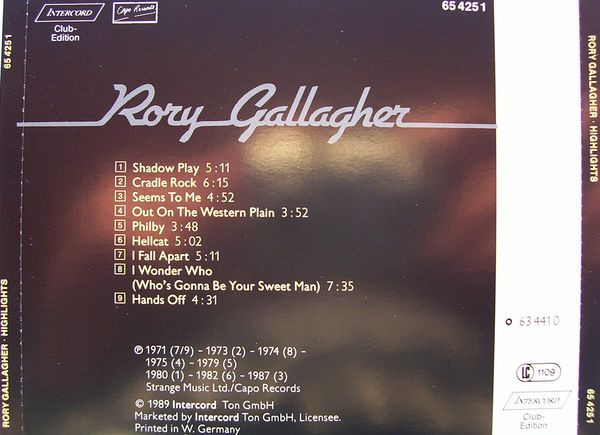 INTERCORD
Club-
Edition
Capo Records
65 4251
65 4251
Rory Gallagher
1 Shadow Play 5:11
2 Cradle Rock 6:15
3 Seems To Me 4:52
4 Out On The Western Plain 3:52
5 Philby 3:48
6 Hellcat 5:02
7 I Fall Apart 5:11
8 I Wonder Who
(Who's Gonna Be Your Sweet Man) 7:35
9 Hands Off 4:31
℗ 1971 (7/9) – 1973 (2) – 1974 (8) –
1975 (4) – 1979 (5)
1980 (1) – 1982 (6) – 1987 (3)
Strange Music Ltd./Capo Records
© 1989 Intercord Ton GmbH
Marketed by Intercord Ton GmbH, Licensee.
Printed in W. Germany
RORY GALLAGHER · HIGHLIGHTS
RORY GALLAGHER · HIGHLIGHTS
63 441 0
LC 1109
INTERCORD
Club-
Edition
65 4251